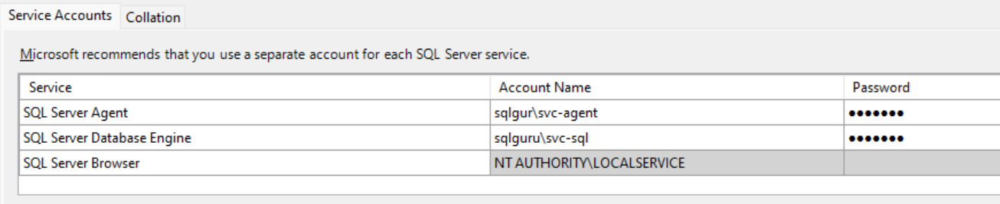 Service Accounts Collation
Microsoft recommends that you use a separate account for each SQL Server service.
Service Account Name Password
SQL Server Agent sqlgur\svc-agent •••••••
SQL Server Database Engine sqlguru\svc-sql •••••••
SQL Server Browser NT AUTHORITY\LOCALSERVICE